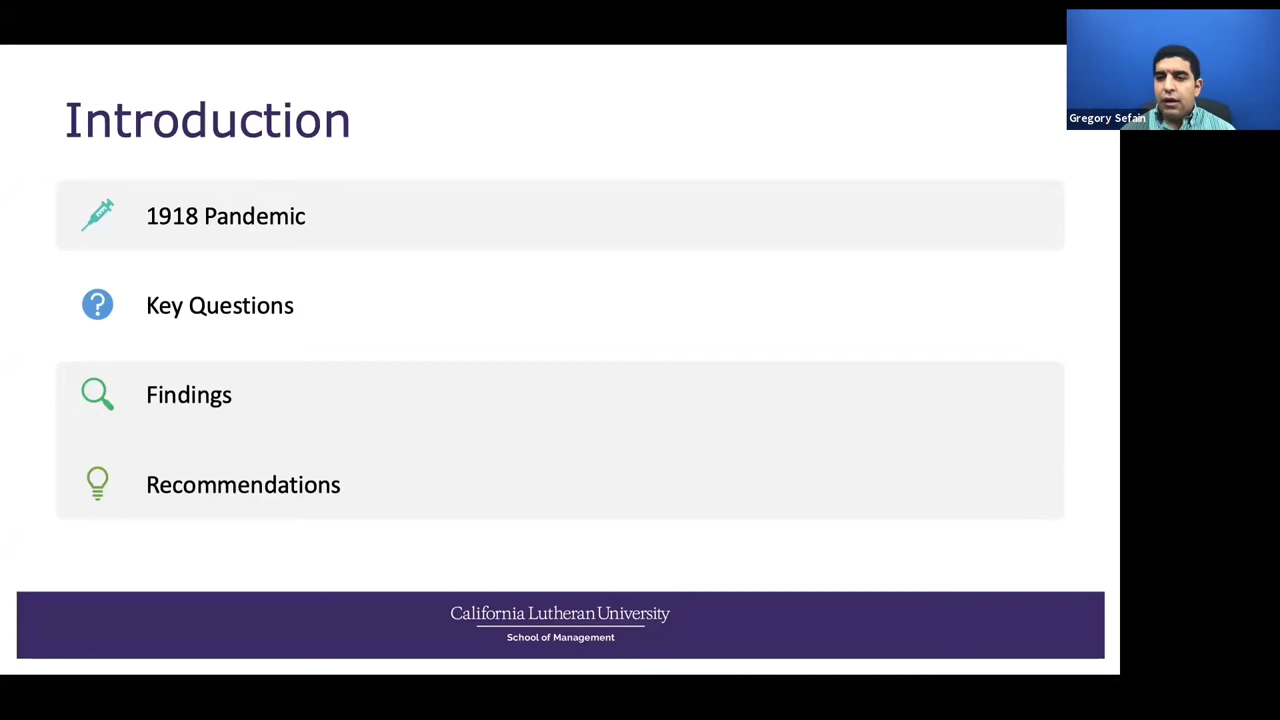 Introduction
Gregory Sefain
1918 Pandemic
?
Key Questions
Findings
Recommendations
California Lutheran University
School of Management